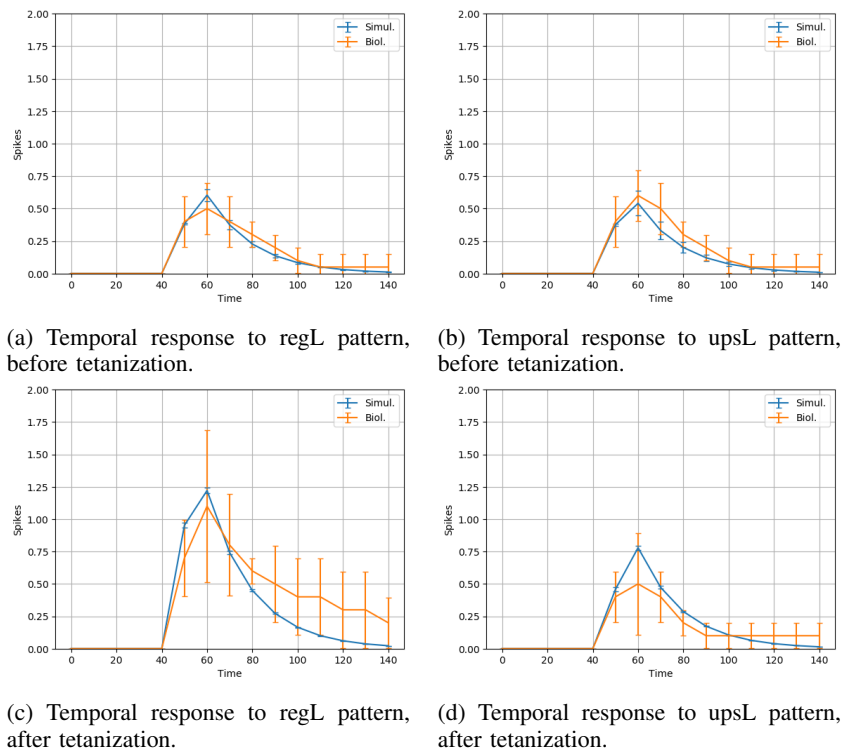 2.00
1.75
1.50
1.25
1.00
0.75
0.50
0.25
0.00
Spikes
0 20 40 60 80 100 120 140
Time
Simul.
Biol.
2.00
1.75
1.50
1.25
1.00
0.75
0.50
0.25
0.00
Spikes
0 20 40 60 80 100 120 140
Time
Simul.
Biol.
(a) Temporal response to regL pattern,
before tetanization.
(b) Temporal response to upsL pattern,
before tetanization.
2.00
1.75
1.50
1.25
1.00
0.75
0.50
0.25
0.00
Spikes
0 20 40 60 80 100 120 140
Time
Simul.
Biol.
2.00
1.75
1.50
1.25
1.00
0.75
0.50
0.25
0.00
Spikes
0 20 40 60 80 100 120 140
Time
Simul.
Biol.
(c) Temporal response to regL pattern,
after tetanization.
(d) Temporal response to upsL pattern,
after tetanization.